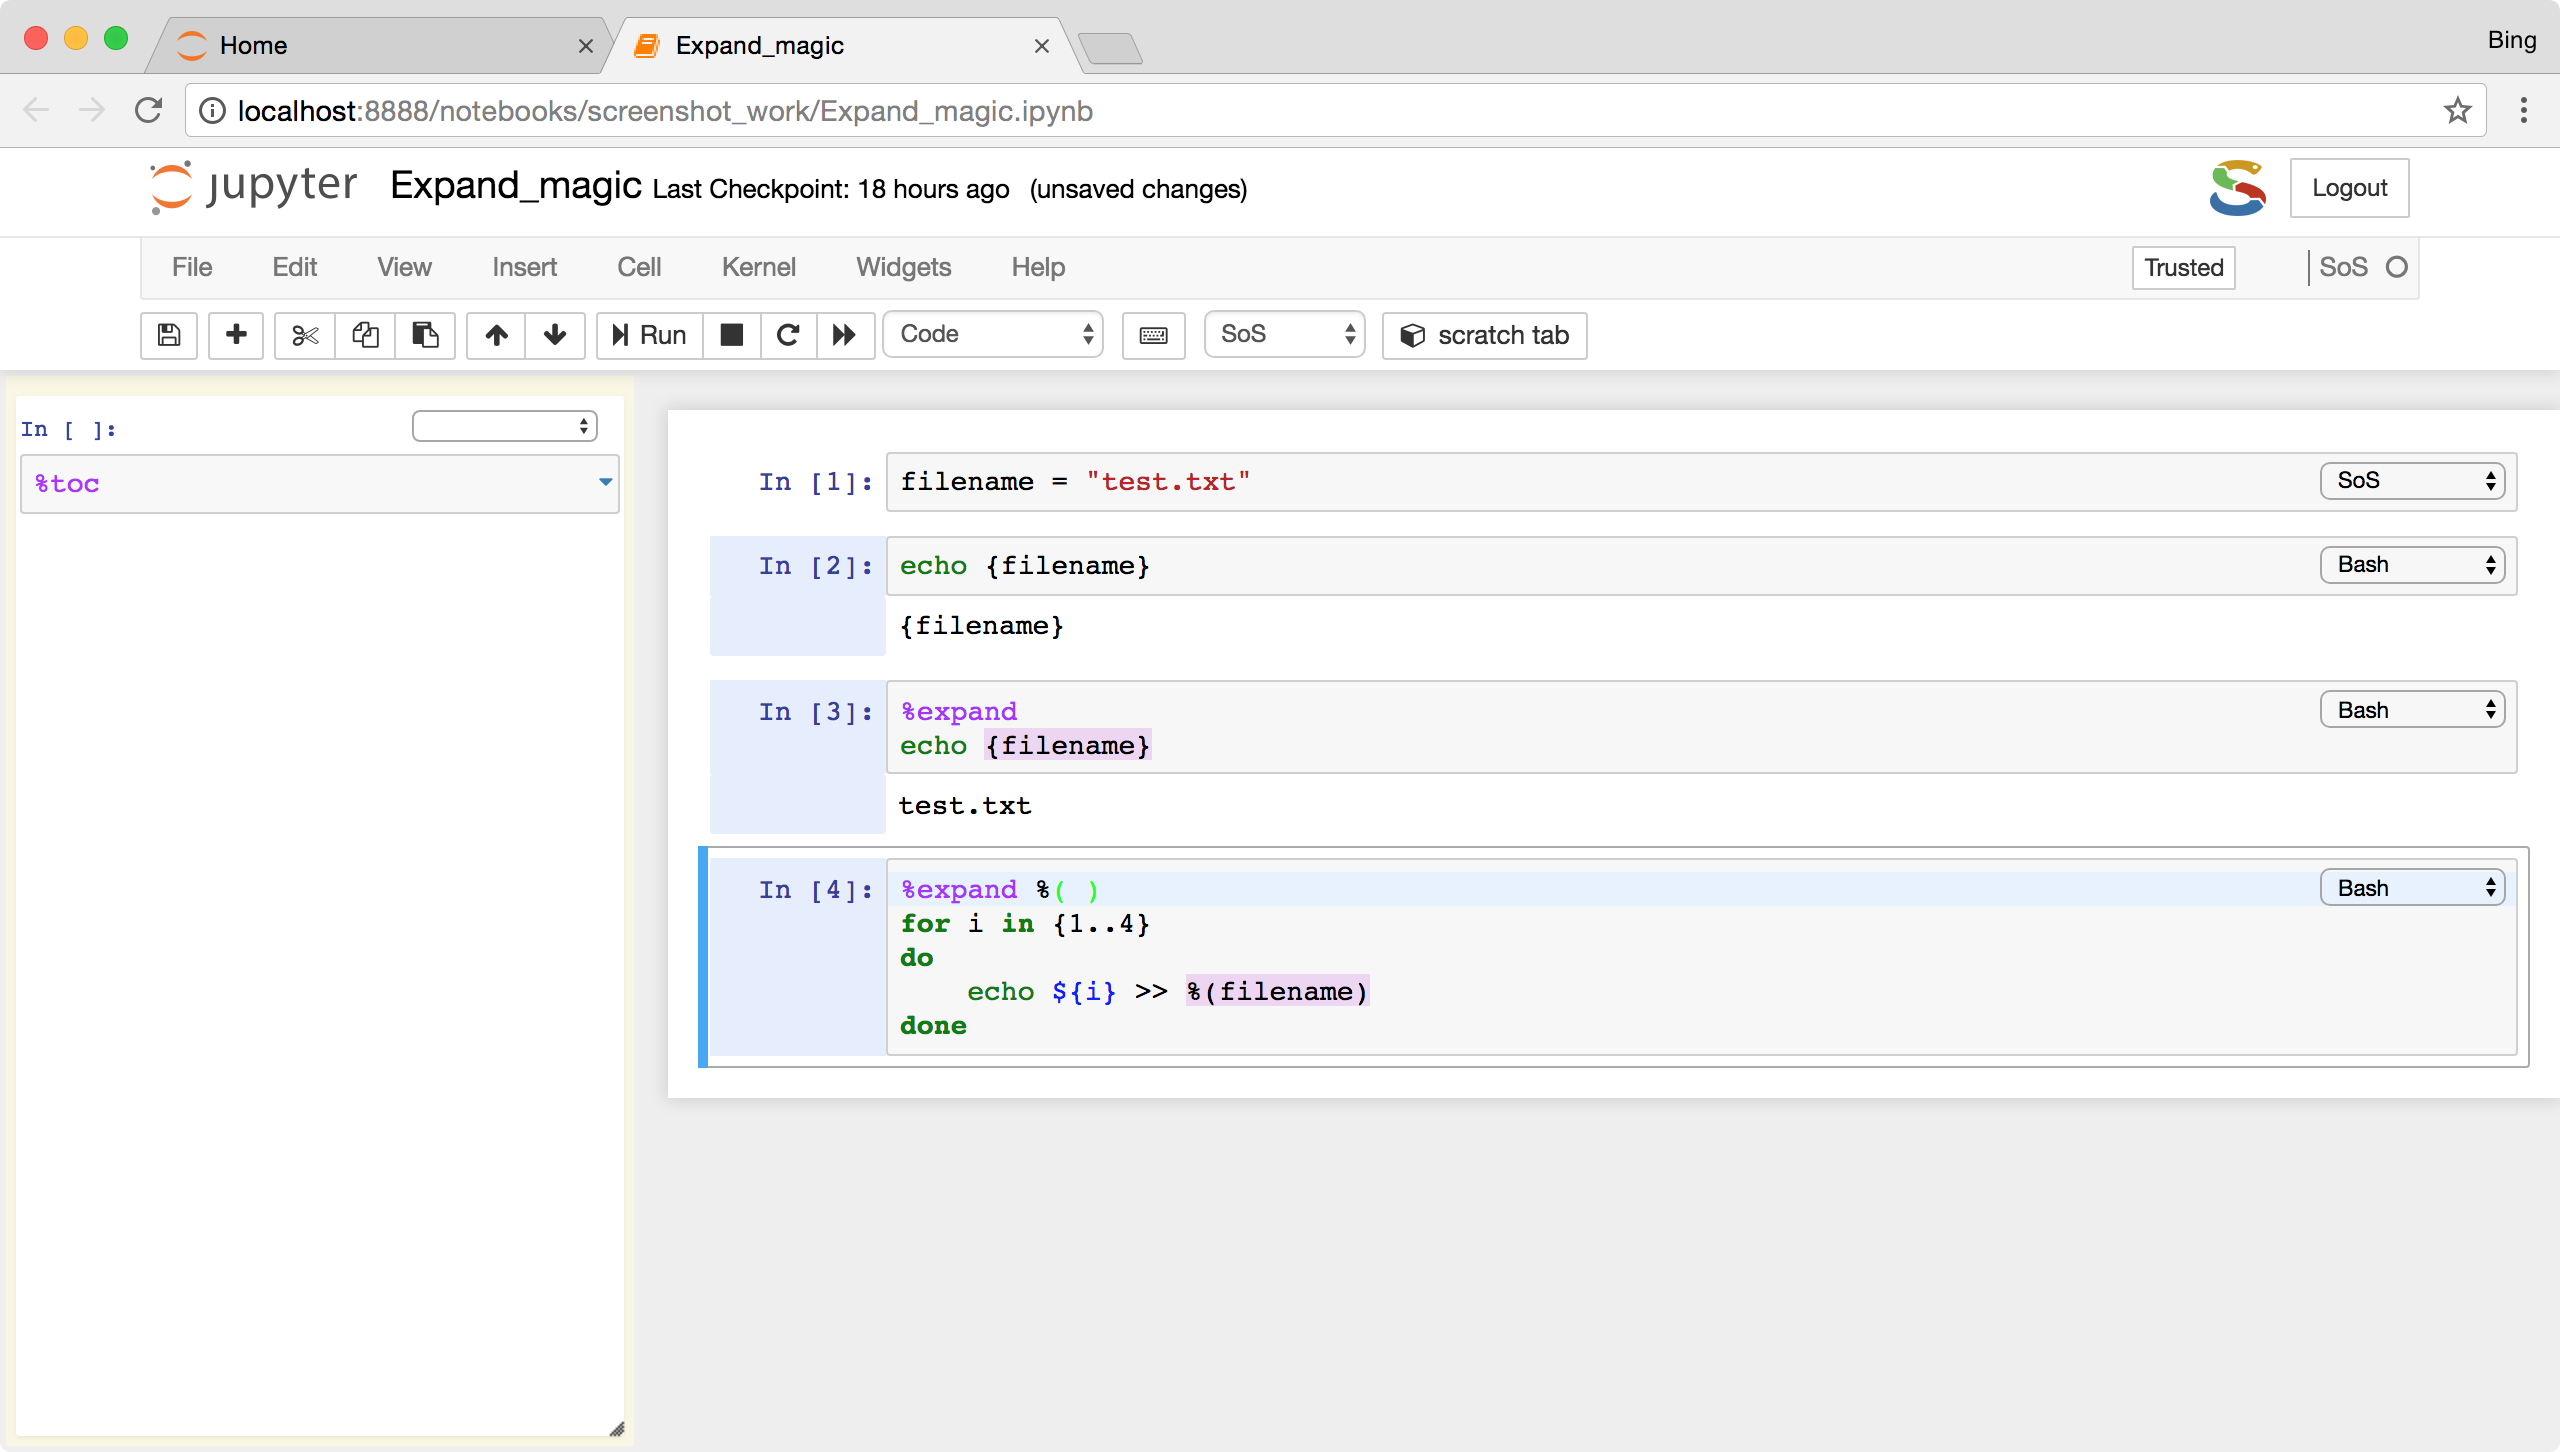 Home
Expand_magic
Bing
localhost:8888/notebooks/screenshot_work/Expand_magic.ipynb
jupyter Expand_magic Last Checkpoint: 18 hours ago (unsaved changes)
Logout
File Edit View Insert Cell Kernel Widgets Help
Trusted
SoS
Run
Code
SoS
scratch tab
In [ ]:
%toc
In [1]: filename = "test.txt"
SoS
In [2]: echo {filename}
Bash
{filename}
In [3]: %expand
Bash
echo {filename}
test.txt
In [4]: %expand %( )
Bash
for i in {1..4}
do
echo ${i} >> %(filename)
done